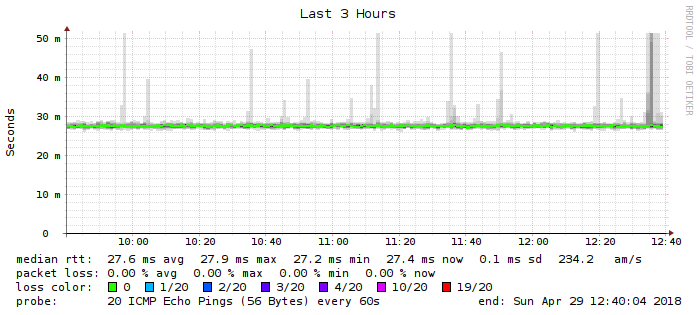 Last 3 Hours
RRDTOOL / TOBI OETIKER
Seconds
50 m
40 m
30 m
20 m
10 m
0
10:00 10:20 10:40 11:00 11:20 11:40 12:00 12:20 12:40
median rtt: 27.6 ms avg 27.9 ms max 27.2 ms min 27.4 ms now 0.1 ms sd 234.2 am/s
packet loss: 0.00 % avg 0.00 % max 0.00 % min 0.00 % now
loss color: 0 1/20 2/20 3/20 4/20 10/20 19/20
probe: 20 ICMP Echo Pings (56 Bytes) every 60s end: Sun Apr 29 12:40:04 2018